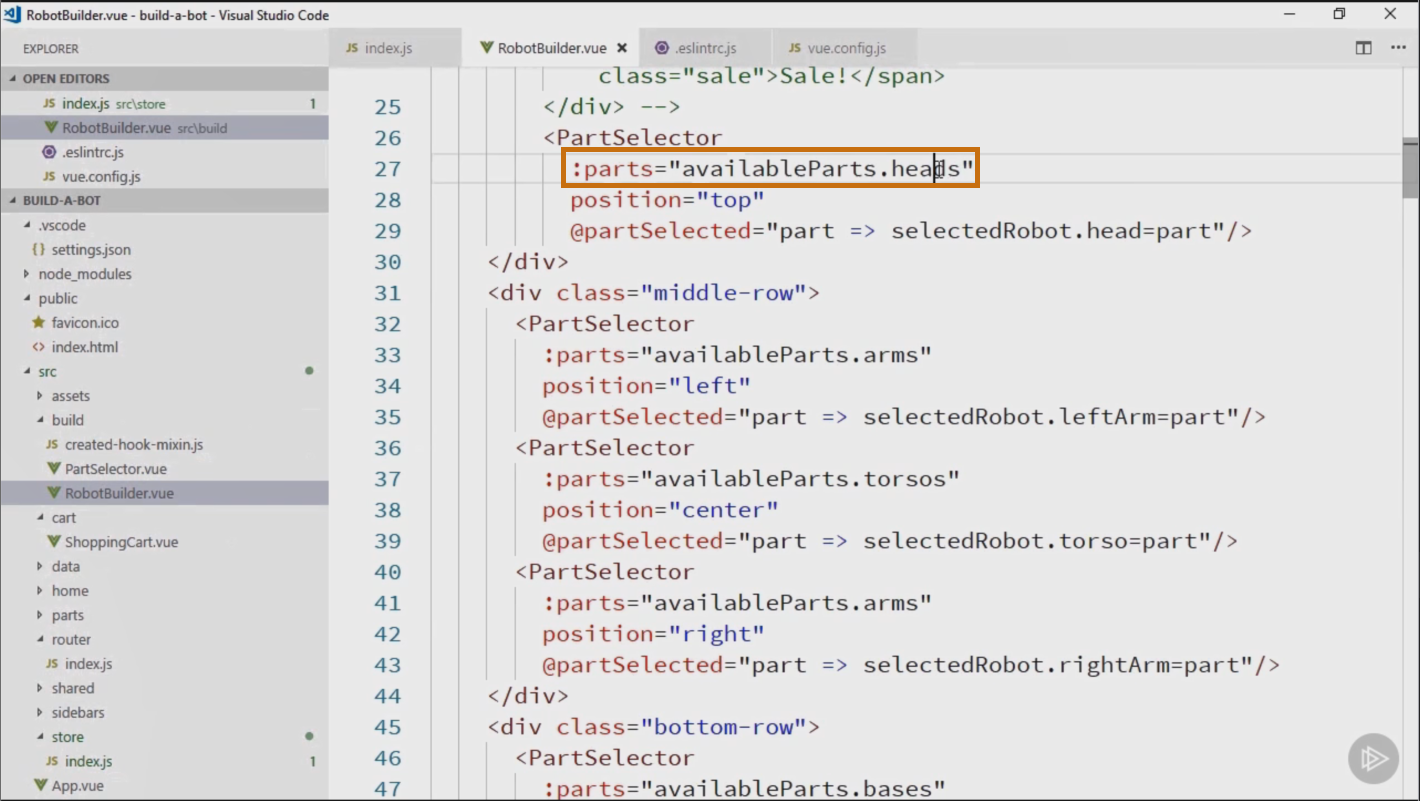 RobotBuilder.vue - build-a-bot - Visual Studio Code
EXPLORER
OPEN EDITORS
JS index.js src\store 1
RobotBuilder.vue src\build
.eslintrc.js
JS vue.config.js
BUILD-A-BOT
.vscode
{} settings.json
node_modules
public
favicon.ico
<> index.html
src
assets
build
JS created-hook-mixin.js
PartSelector.vue
RobotBuilder.vue
cart
ShoppingCart.vue
data
home
parts
router
JS index.js
shared
sidebars
store
JS index.js 1
App.vue
JS index.js
RobotBuilder.vue
.eslintrc.js
JS vue.config.js
class="sale">Sale!</span>
25 </div> -->
26 <PartSelector
27 :parts="availableParts.heads"
28 position="top"
29 @partSelected="part => selectedRobot.head=part"/>
30 </div>
31 <div class="middle-row">
32 <PartSelector
33 :parts="availableParts.arms"
34 position="left"
35 @partSelected="part => selectedRobot.leftArm=part"/>
36 <PartSelector
37 :parts="availableParts.torsos"
38 position="center"
39 @partSelected="part => selectedRobot.torso=part"/>
40 <PartSelector
41 :parts="availableParts.arms"
42 position="right"
43 @partSelected="part => selectedRobot.rightArm=part"/>
44 </div>
45 <div class="bottom-row">
46 <PartSelector
47 :parts="availableParts.bases"